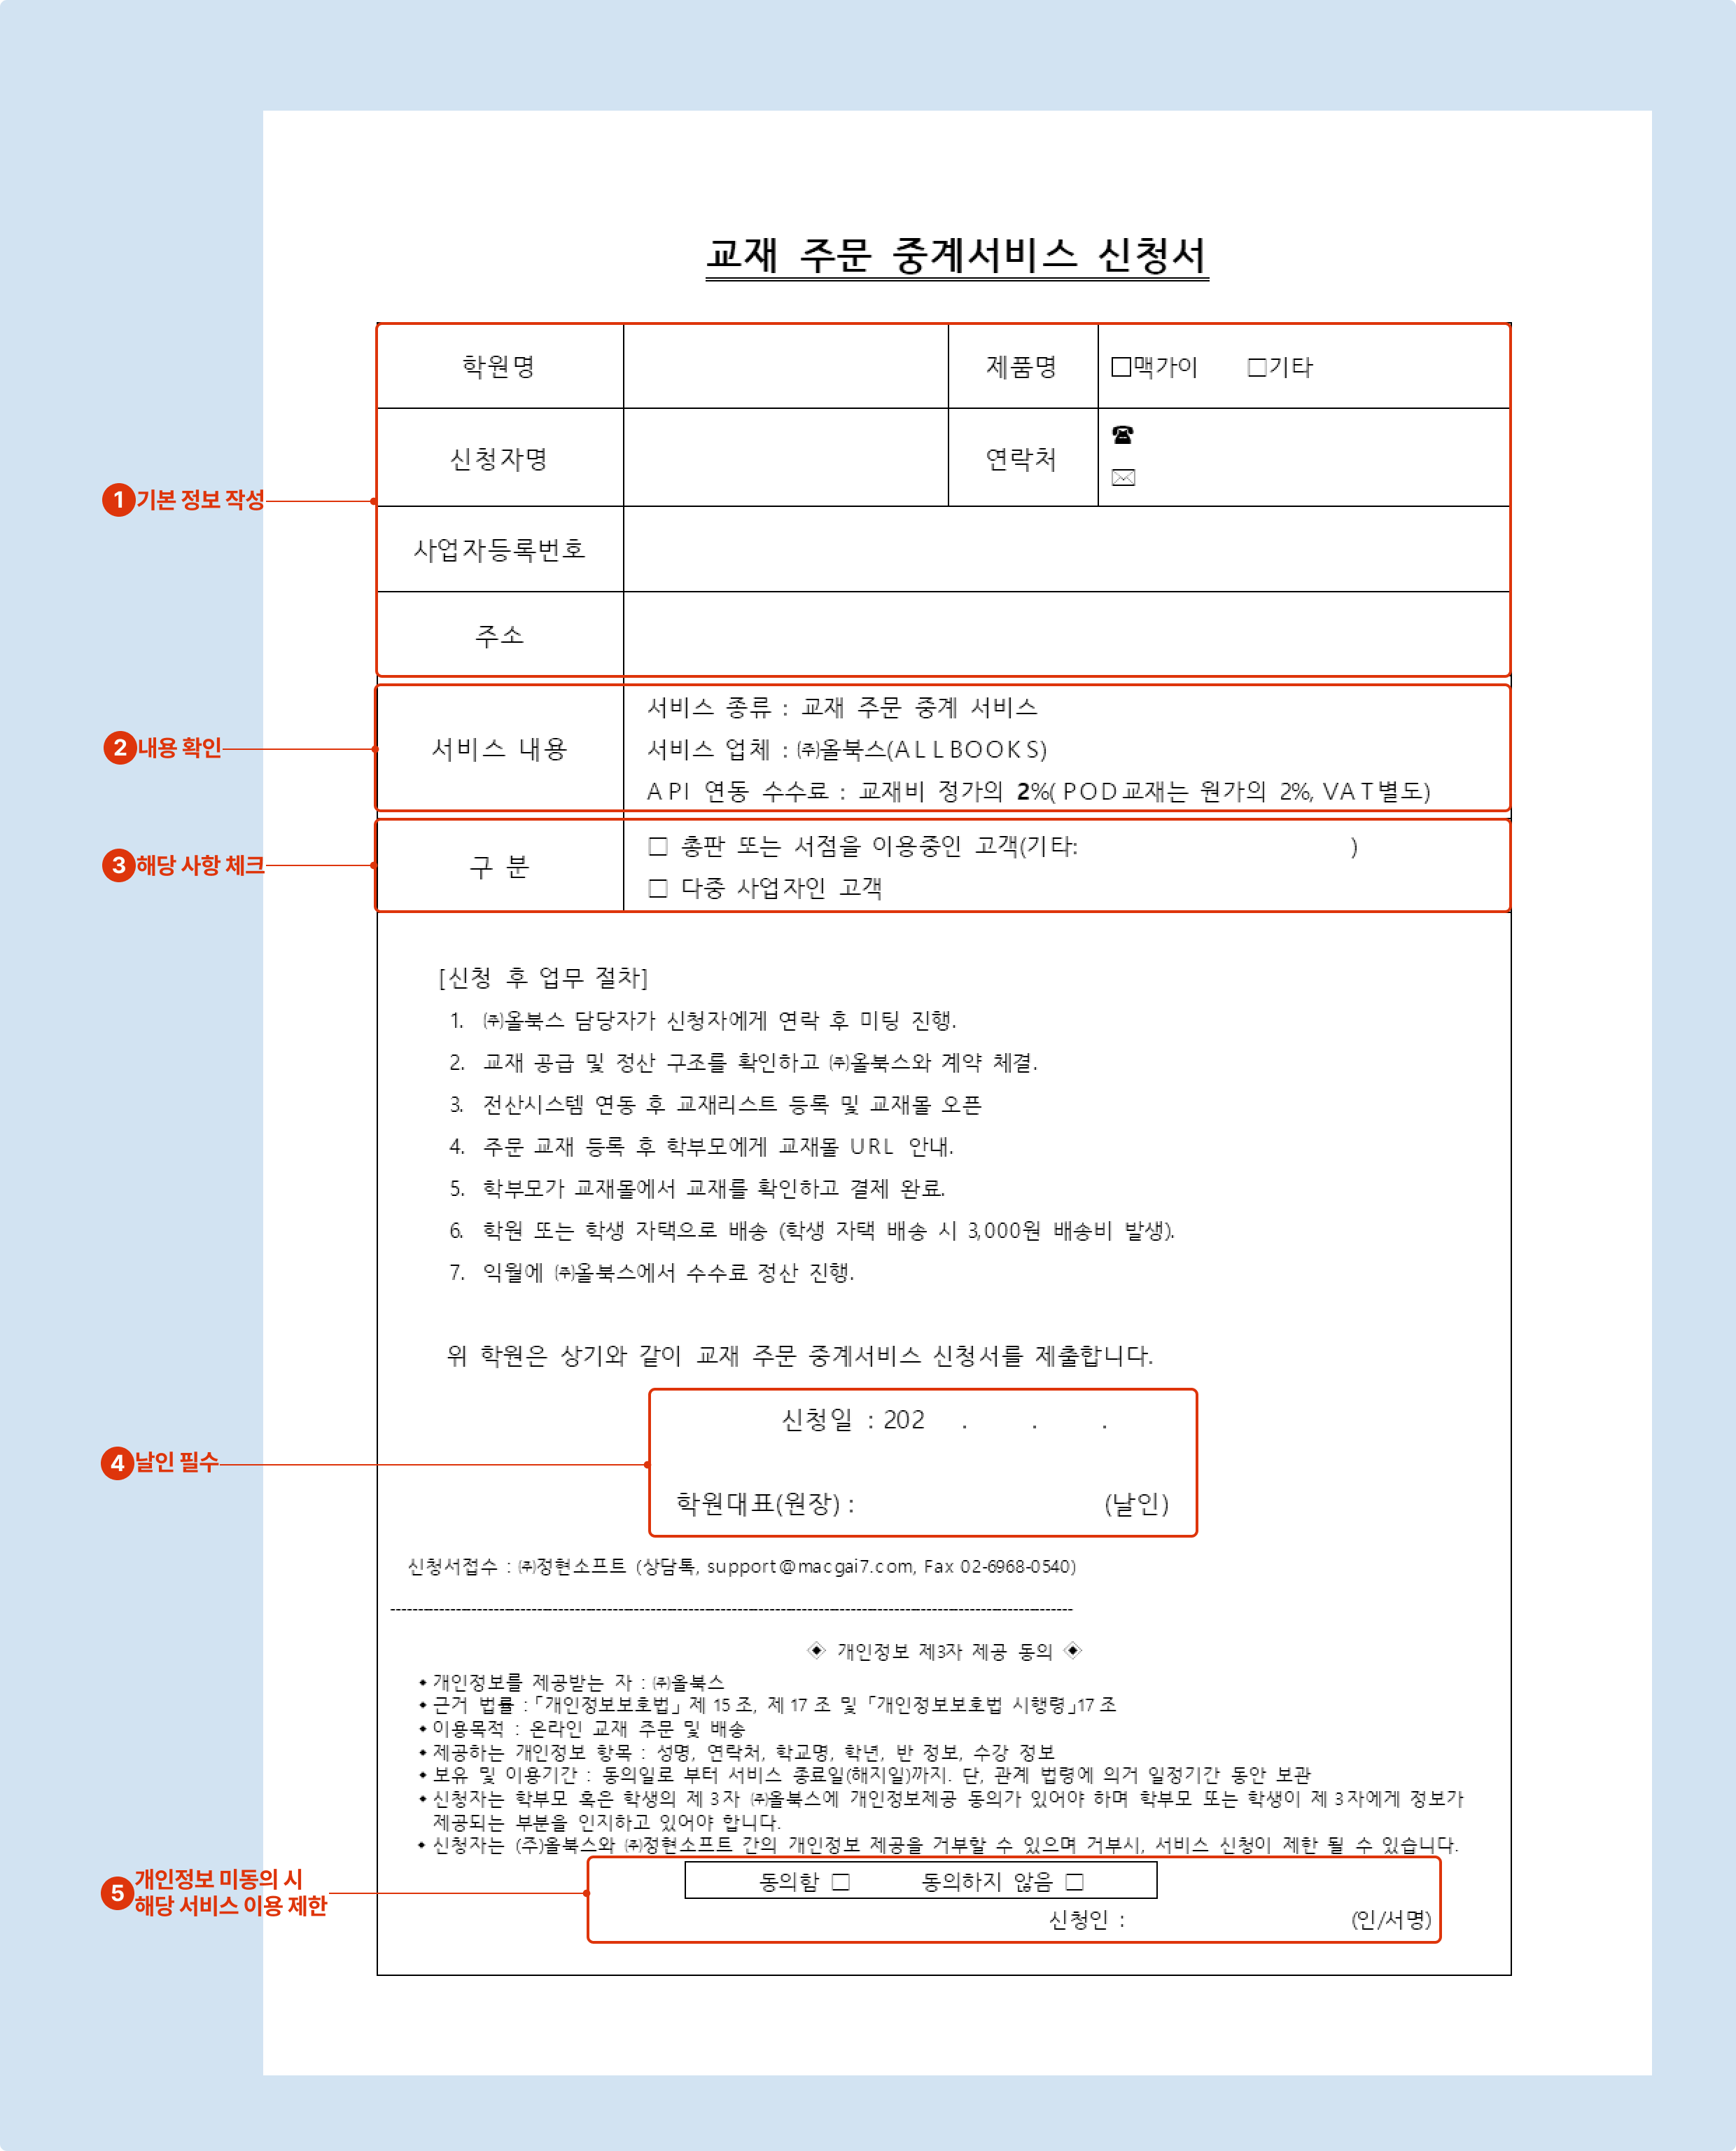 교재 주문 중계서비스 신청서
학원명 제품명 □맥가이 □기타
신청자명 연락처 ☎
✉
❶ 기본 정보 작성
사업자등록번호
주소
서비스 종류 : 교재 주문 중계 서비스
❷ 내용 확인
서비스 내용 서비스 업체 : ㈜올북스(ALLBOOKS)
API 연동 수수료 : 교재비 정가의 2%( POD교재는 원가의 2%, VAT별도)
❸ 해당 사항 체크
구 분 □ 총판 또는 서점을 이용중인 고객(기타: )
□ 다중 사업자인 고객
[신청 후 업무 절차]
1. ㈜올북스 담당자가 신청자에게 연락 후 미팅 진행.
2. 교재 공급 및 정산 구조를 확인하고 ㈜올북스와 계약 체결.
3. 전산시스템 연동 후 교재리스트 등록 및 교재몰 오픈
4. 주문 교재 등록 후 학부모에게 교재몰 URL 안내.
5. 학부모가 교재몰에서 교재를 확인하고 결제 완료.
6. 학원 또는 학생 자택으로 배송 (학생 자택 배송 시 3,000원 배송비 발생).
7. 익월에 ㈜올북스에서 수수료 정산 진행.
위 학원은 상기와 같이 교재 주문 중계서비스 신청서를 제출합니다.
신청일 : 202 . . .
❹ 날인 필수
학원대표(원장) : (날인)
신청서접수 : ㈜정현소프트 (상담톡, support@macgai7.com, Fax 02-6968-0540)
◈ 개인정보 제3자 제공 동의 ◈
◆ 개인정보를 제공받는 자 : ㈜올북스
◆ 근거 법률 : 「개인정보보호법」 제 15 조, 제 17 조 및 「개인정보보호법 시행령」17 조
◆ 이용목적 : 온라인 교재 주문 및 배송
◆ 제공하는 개인정보 항목 : 성명, 연락처, 학교명, 학년, 반 정보, 수강 정보
◆ 보유 및 이용기간 : 동의일로 부터 서비스 종료일(해지일)까지. 단, 관계 법령에 의거 일정기간 동안 보관
◆ 신청자는 학부모 혹은 학생의 제 3자 ㈜올북스에 개인정보제공 동의가 있어야 하며 학부모 또는 학생이 제 3자에게 정보가
제공되는 부분을 인지하고 있어야 합니다.
◆ 신청자는 (주)올북스와 ㈜정현소프트 간의 개인정보 제공을 거부할 수 있으며 거부시, 서비스 신청이 제한 될 수 있습니다.
❺ 개인정보 미동의 시
해당 서비스 이용 제한
동의함 □ 동의하지 않음 □
신청인 : (인/서명)